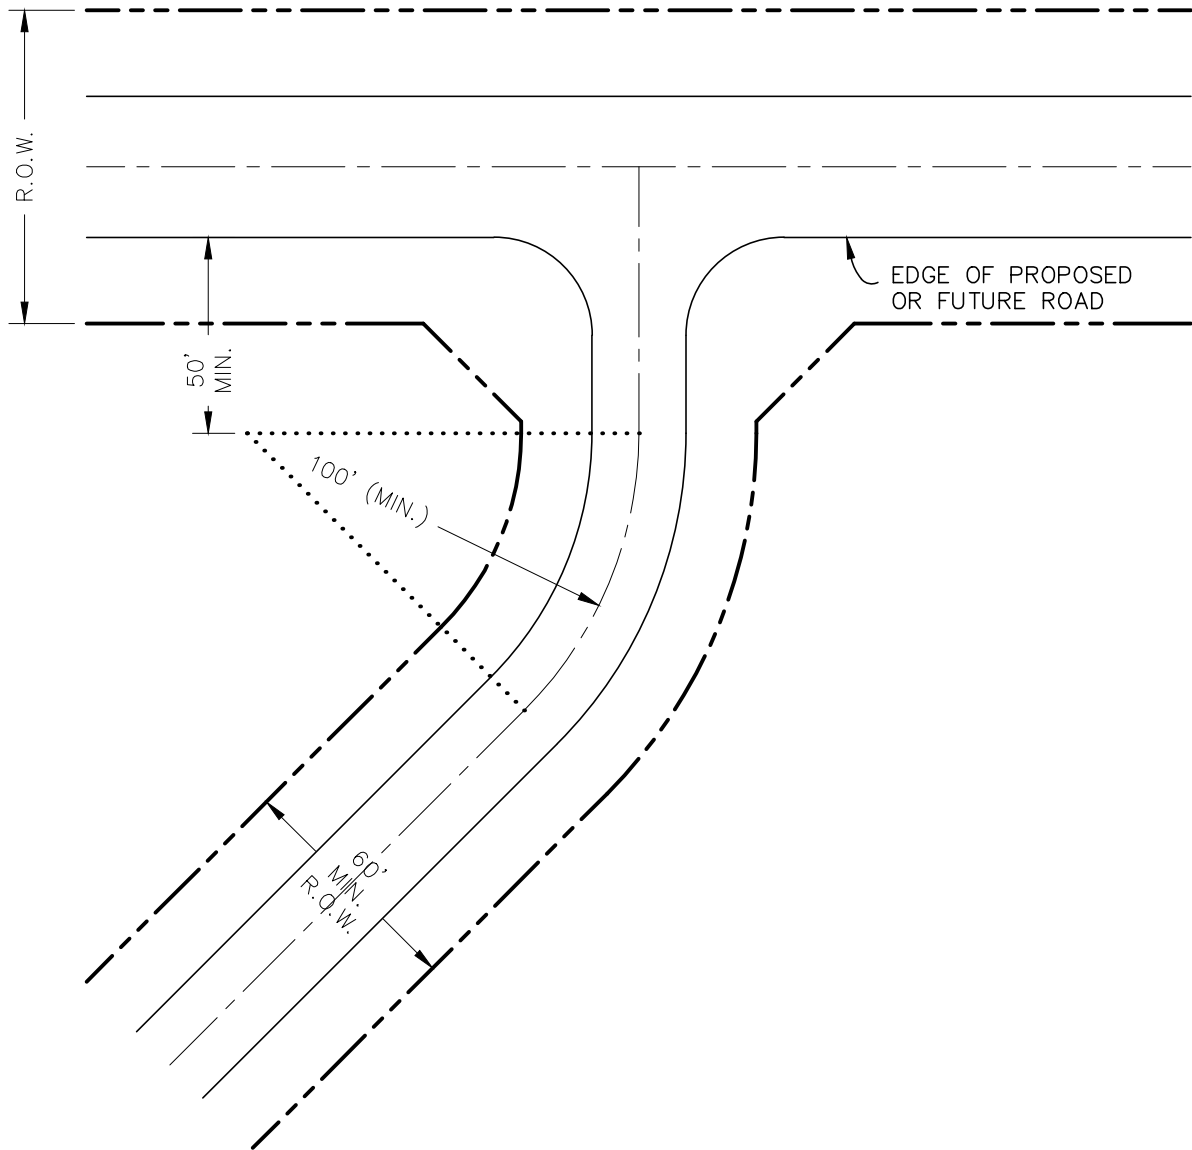 R.O.W.
EDGE OF PROPOSED
OR FUTURE ROAD
50'
MIN.
100' (MIN.)
60'
MIN.
R.O.W.